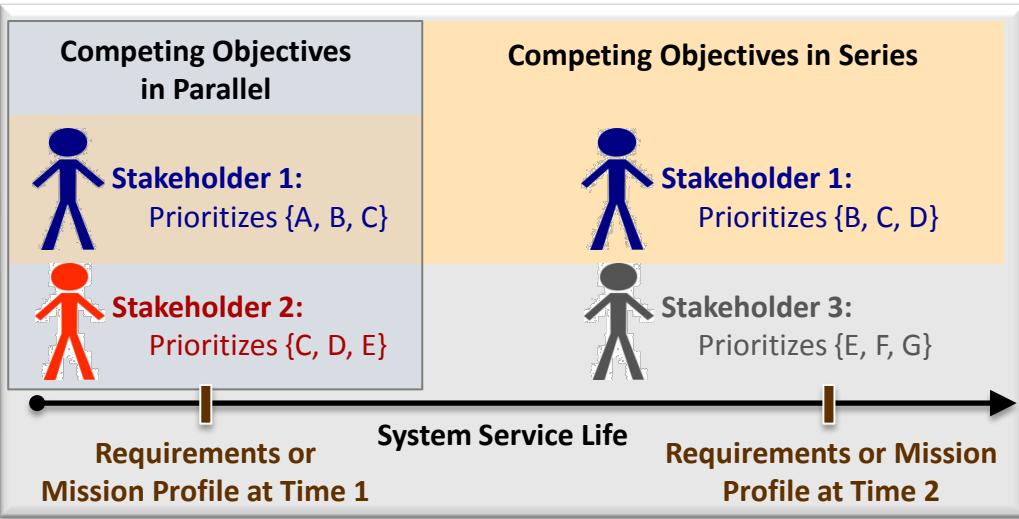 Competing Objectives
in Parallel
Competing Objectives in Series
Stakeholder 1:
Prioritizes {A, B, C}
Stakeholder 1:
Prioritizes {B, C, D}
Stakeholder 2:
Prioritizes {C, D, E}
Stakeholder 3:
Prioritizes {E, F, G}
System Service Life
Requirements or
Mission Profile at Time 1
Requirements or Mission
Profile at Time 2